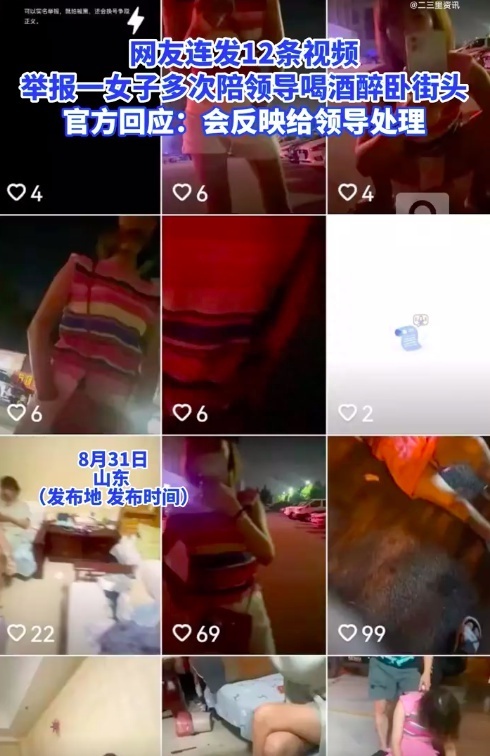 @二三里资讯
可以实名举报，既然被黑，还会换号争取
正义。
网友连发12条视频
举报一女子多次陪领导喝酒醉卧街头
官方回应：会反映给领导处理
4
6
4
6
6
2
8月31日
山东
（发布地 发布时间）
22
69
99